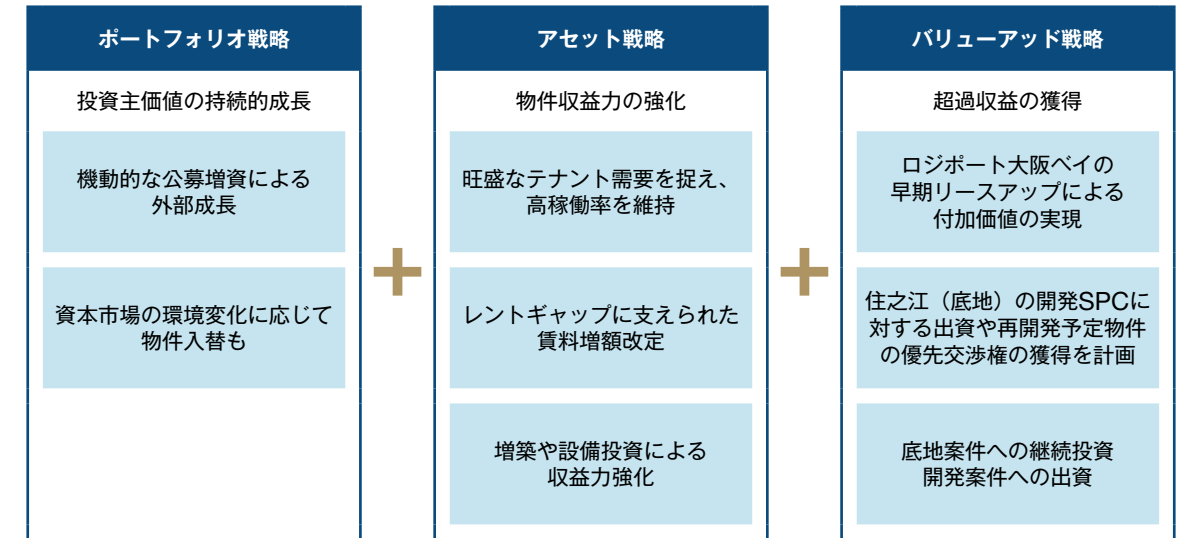 ポートフォリオ戦略
投資主価値の持続的成長
機動的な公募増資による
外部成長
資本市場の環境変化に応じて
物件入替も
+
アセット戦略
物件収益力の強化
旺盛なテナント需要を捉え、
高稼働率を維持
レントギャップに支えられた
賃料増額改定
増築や設備投資による
収益力強化
+
バリューアッド戦略
超過収益の獲得
ロジポート大阪ベイの
早期リースアップによる
付加価値の実現
住之江（底地）の開発SPCに
対する出資や再開発予定物件
の優先交渉権の獲得を計画
底地案件への継続投資
開発案件への出資